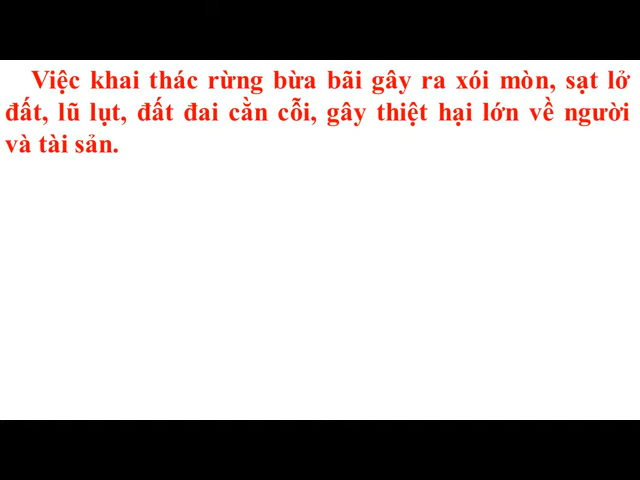 Việc khai thác rừng bừa bãi gây ra xói mòn, sạt lở
đất, lũ lụt, đất đai cằn cỗi, gây thiệt hại lớn về người
và tài sản.